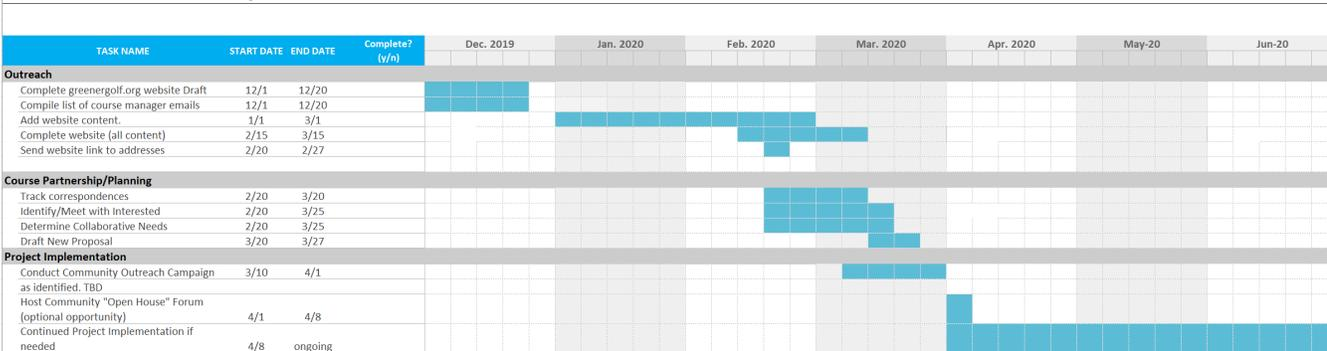 TASK NAME START DATE END DATE Complete? (y/n) Dec. 2019 Jan. 2020 Feb. 2020 Mar. 2020 Apr. 2020 May-20 Jun-20
Outreach
Complete greenergolf.org website Draft 12/1 12/20
Compile list of course manager emails 12/1 12/20
Add website content. 1/1 3/1
Complete website (all content) 2/15 3/15
Send website link to addresses 2/20 2/27
Course Partnership/Planning
Track correspondences 2/20 3/20
Identify/Meet with Interested 2/20 3/25
Determine Collaborative Needs 2/20 3/25
Draft New Proposal 3/20 3/27
Project Implementation
Conduct Community Outreach Campaign 3/10 4/1
as identified. TBD
Host Community "Open House" Forum
(optional opportunity) 4/1 4/8
Continued Project Implementation if
needed 4/8 ongoing